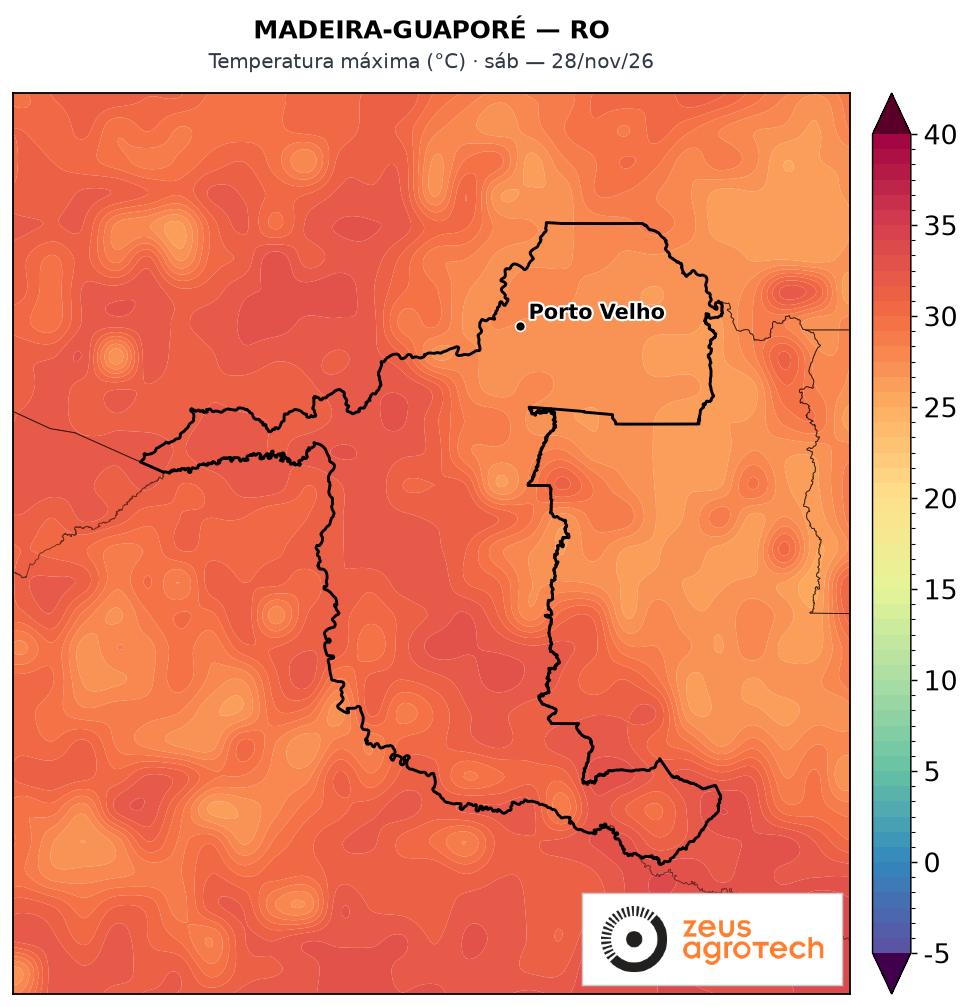 MADEIRA-GUAPORÉ — RO
Temperatura máxima (°C) · sáb — 28/nov/26
40
35
30
25
20
15
10
5
0
-5
Porto Velho
zeus
agrotech